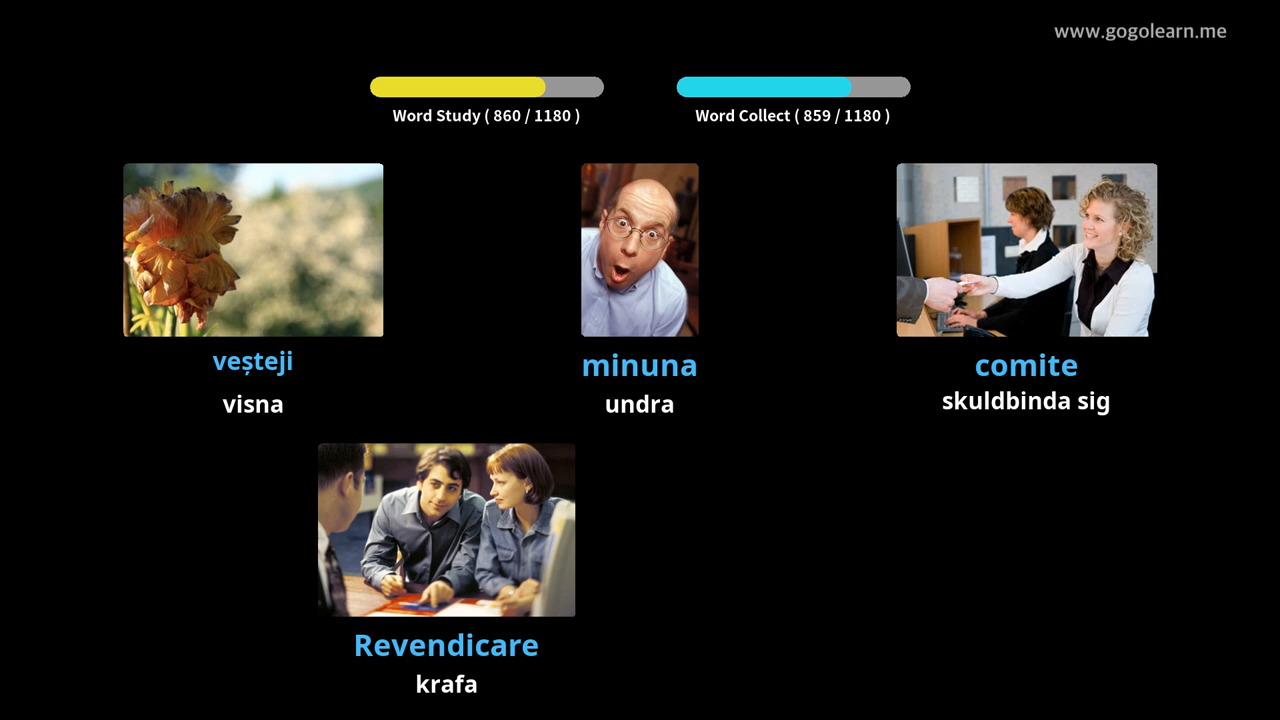 www.gogolearn.me
Word Study ( 860 / 1180 )
Word Collect ( 859 / 1180 )
veșteji
minuna
comite
visna
undra
skuldbinda sig
Revendicare
krafa